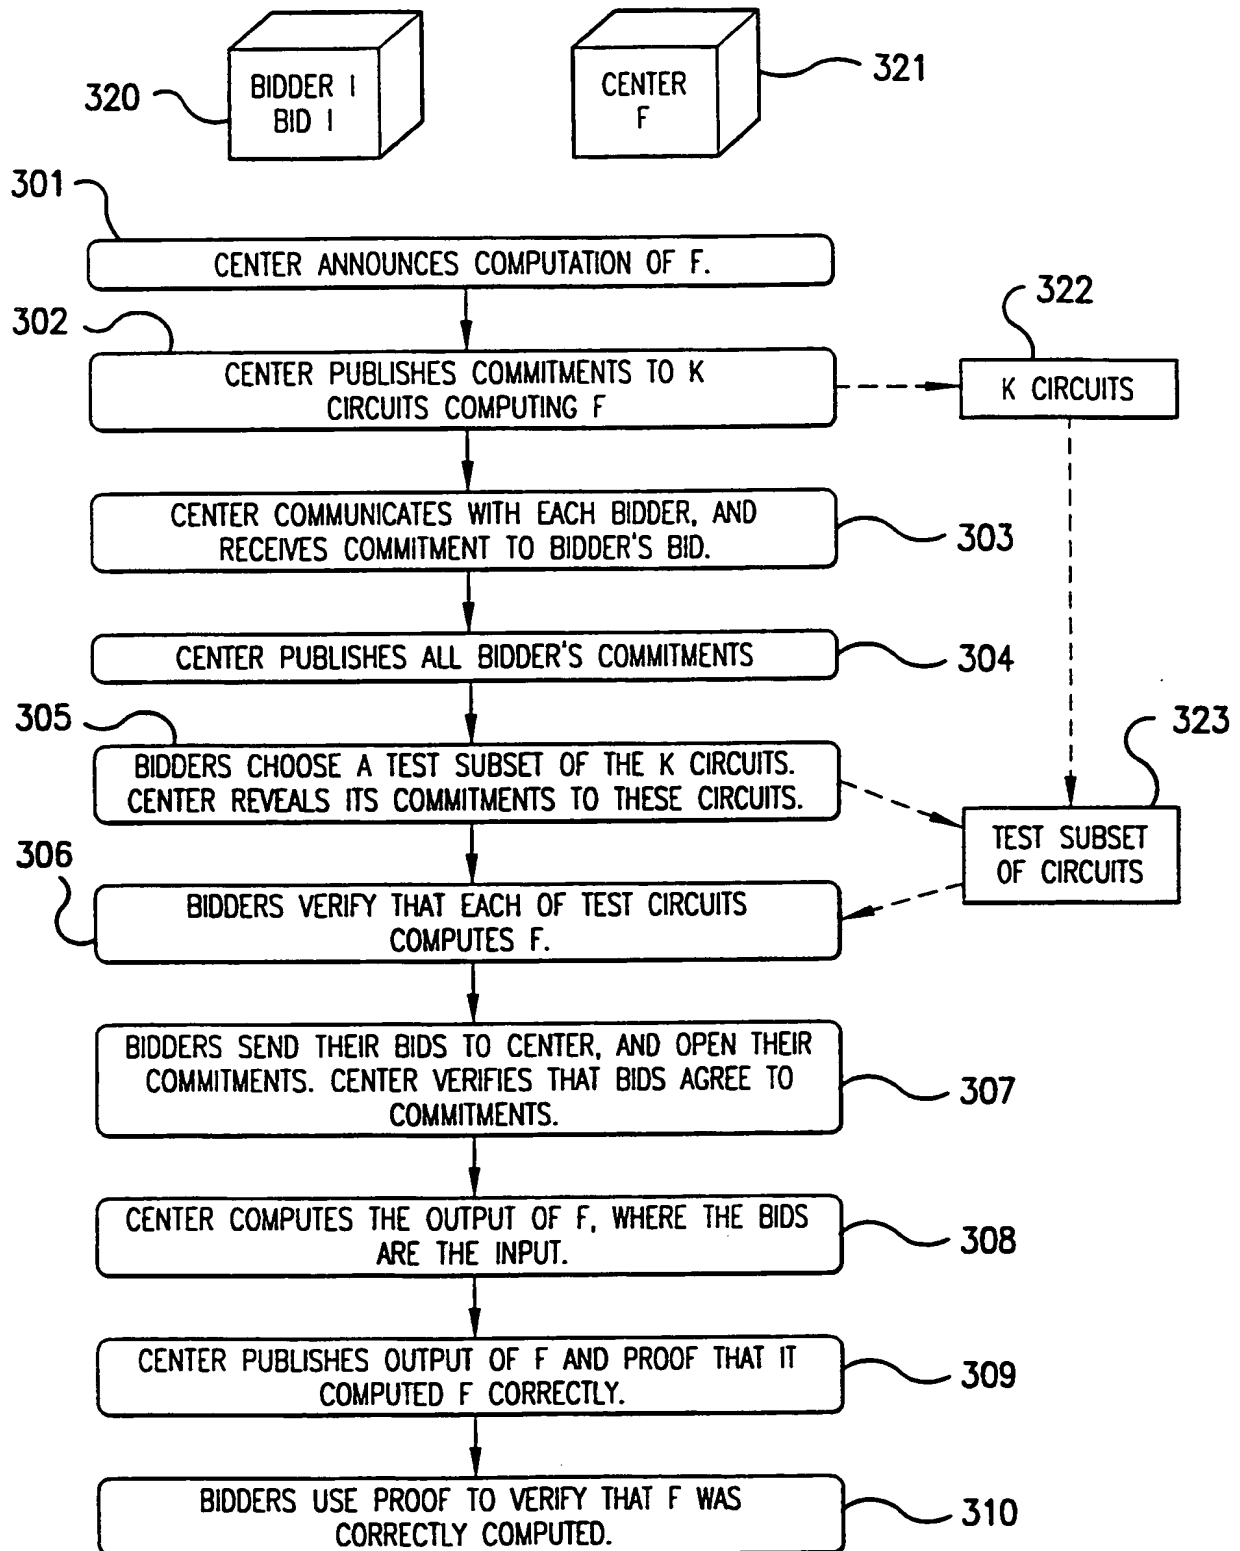 BIDDER I
BID I
320
CENTER
F
321
301
CENTER ANNOUNCES COMPUTATION OF F.
302
CENTER PUBLISHES COMMITMENTS TO K
CIRCUITS COMPUTING F
322
K CIRCUITS
CENTER COMMUNICATES WITH EACH BIDDER, AND
RECEIVES COMMITMENT TO BIDDER'S BID.
303
CENTER PUBLISHES ALL BIDDER'S COMMITMENTS
304
305
BIDDERS CHOOSE A TEST SUBSET OF THE K CIRCUITS.
CENTER REVEALS ITS COMMITMENTS TO THESE CIRCUITS.
323
TEST SUBSET
OF CIRCUITS
306
BIDDERS VERIFY THAT EACH OF TEST CIRCUITS
COMPUTES F.
BIDDERS SEND THEIR BIDS TO CENTER, AND OPEN THEIR
COMMITMENTS. CENTER VERIFIES THAT BIDS AGREE TO
COMMITMENTS.
307
CENTER COMPUTES THE OUTPUT OF F, WHERE THE BIDS
ARE THE INPUT.
308
CENTER PUBLISHES OUTPUT OF F AND PROOF THAT IT
COMPUTED F CORRECTLY.
309
BIDDERS USE PROOF TO VERIFY THAT F WAS
CORRECTLY COMPUTED.
310